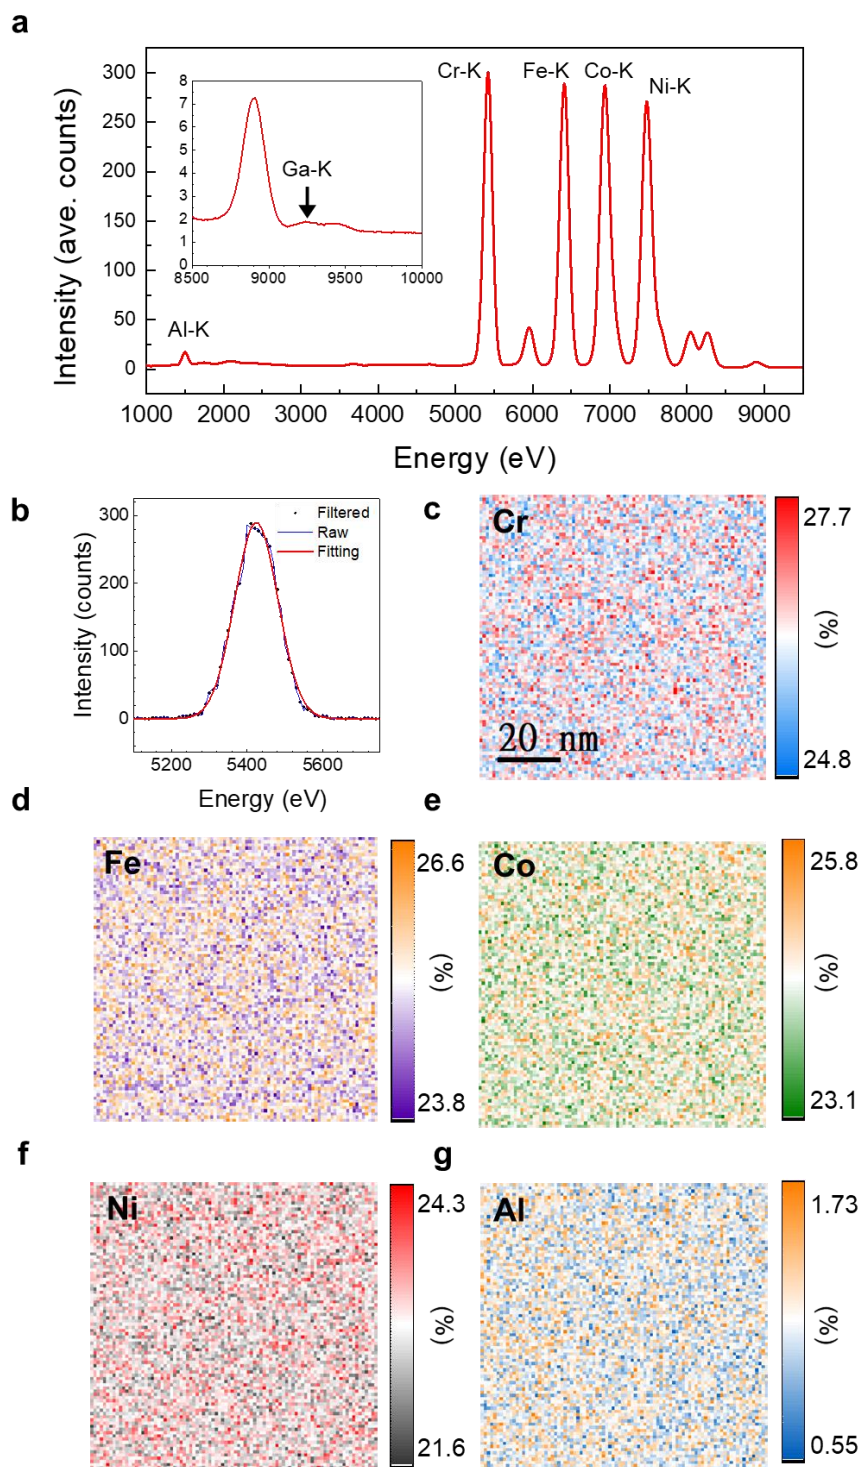 a
Intensity (ave. counts)
300
250
200
150
100
50
0
Cr-K
Fe-K
Co-K
Ni-K
Al-K
8
7
6
5
4
3
2
1
0
Ga-K
8500
9000
9500
10000
1000
2000
3000
4000
5000
6000
7000
8000
9000
Energy (eV)
b
Intensity (counts)
300
200
100
0
Filtered
Raw
Fitting
5200
5400
5600
Energy (eV)
c
Cr
20 nm
27.7
(%)
24.8
d
Fe
26.6
(%)
23.8
e
Co
25.8
(%)
23.1
f
Ni
24.3
(%)
21.6
g
Al
1.73
(%)
0.55